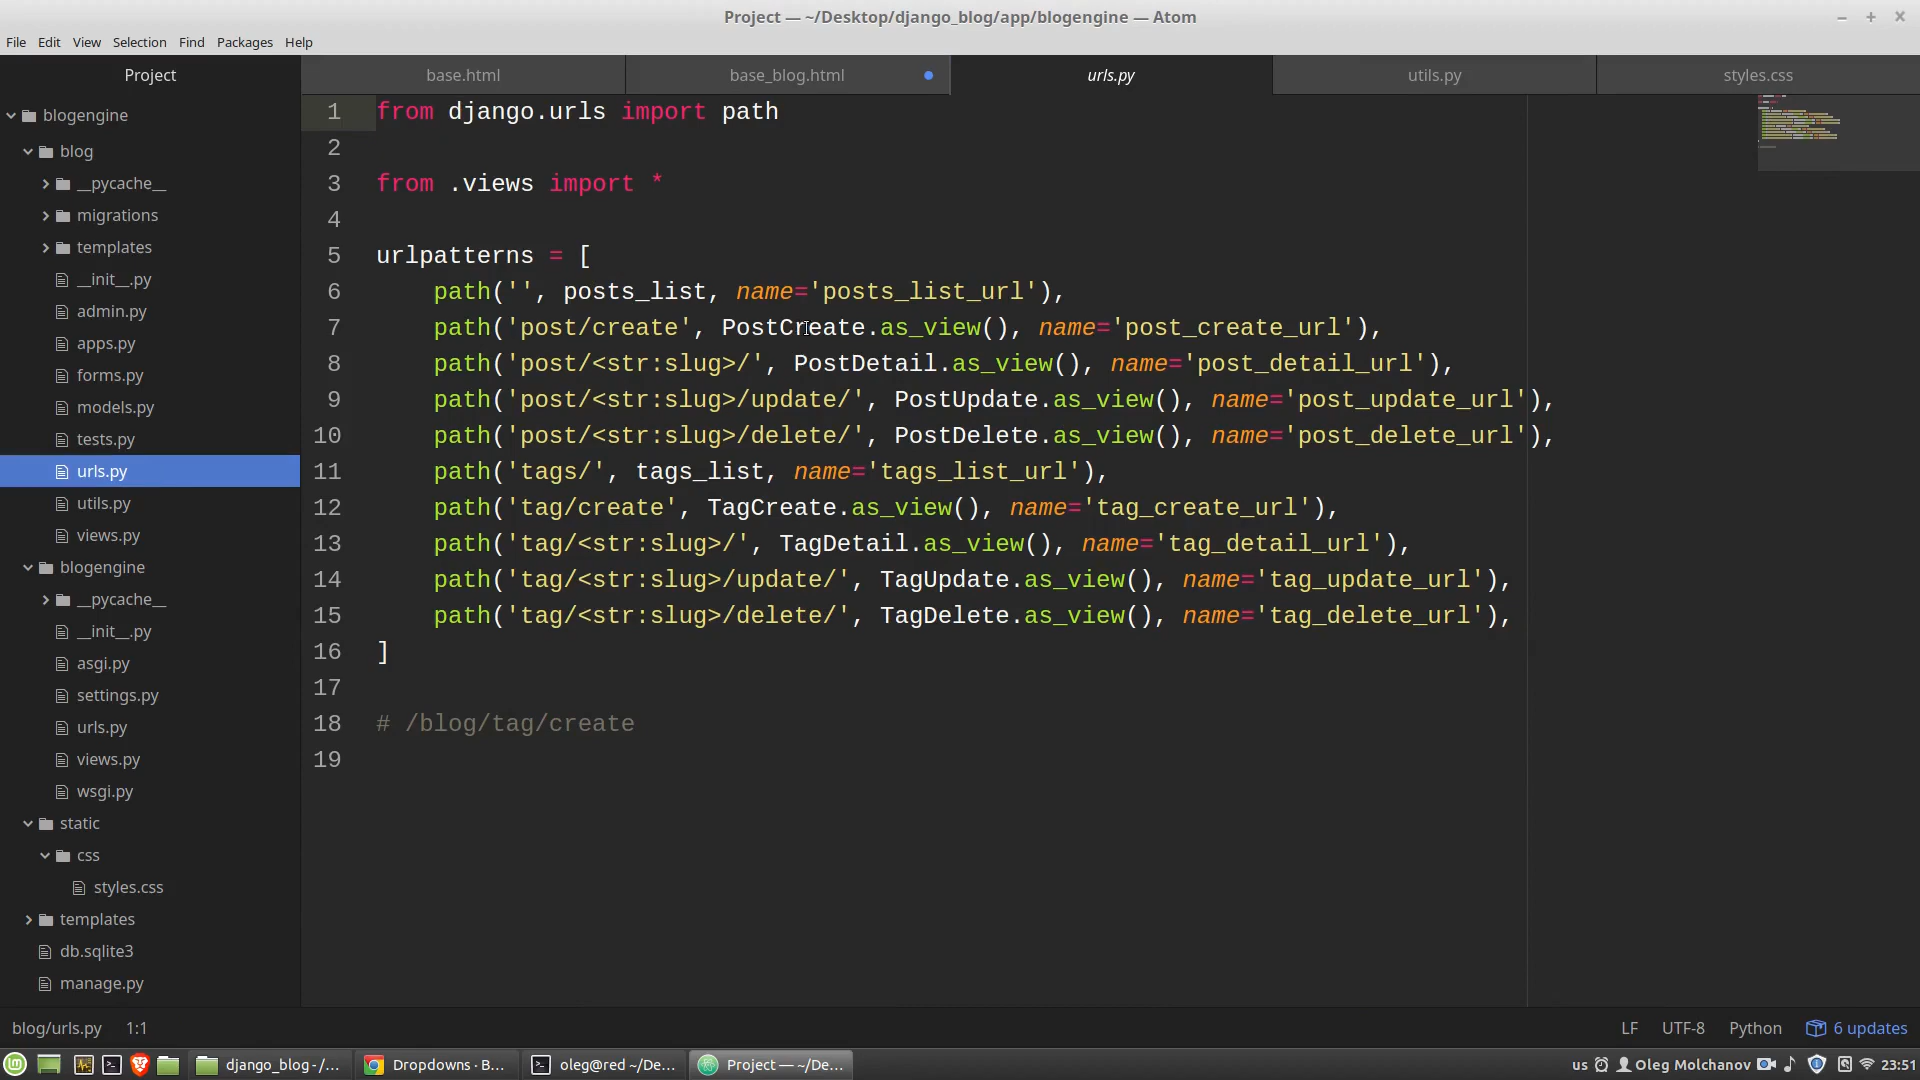 Project — ~/Desktop/django_blog/app/blogengine — Atom
File Edit View Selection Find Packages Help
Project
base.html
base_blog.html
urls.py
utils.py
styles.css
blogengine
blog
__pycache__
migrations
templates
__init__.py
admin.py
apps.py
forms.py
models.py
tests.py
urls.py
utils.py
views.py
blogengine
__pycache__
__init__.py
asgi.py
settings.py
urls.py
views.py
wsgi.py
static
css
styles.css
templates
db.sqlite3
manage.py
1 from django.urls import path
2
3 from .views import *
4
5 urlpatterns = [
6     path('', posts_list, name='posts_list_url'),
7     path('post/create', PostCreate.as_view(), name='post_create_url'),
8     path('post/<str:slug>/', PostDetail.as_view(), name='post_detail_url'),
9     path('post/<str:slug>/update/', PostUpdate.as_view(), name='post_update_url'),
10     path('post/<str:slug>/delete/', PostDelete.as_view(), name='post_delete_url'),
11     path('tags/', tags_list, name='tags_list_url'),
12     path('tag/create', TagCreate.as_view(), name='tag_create_url'),
13     path('tag/<str:slug>/', TagDetail.as_view(), name='tag_detail_url'),
14     path('tag/<str:slug>/update/', TagUpdate.as_view(), name='tag_update_url'),
15     path('tag/<str:slug>/delete/', TagDelete.as_view(), name='tag_delete_url'),
16 ]
17
18 # /blog/tag/create
19
blog/urls.py 1:1
LF UTF-8 Python 6 updates
django_blog - /... Dropdowns · B... oleg@red ~/De... Project — ~/De... us Oleg Molchanov 23:51